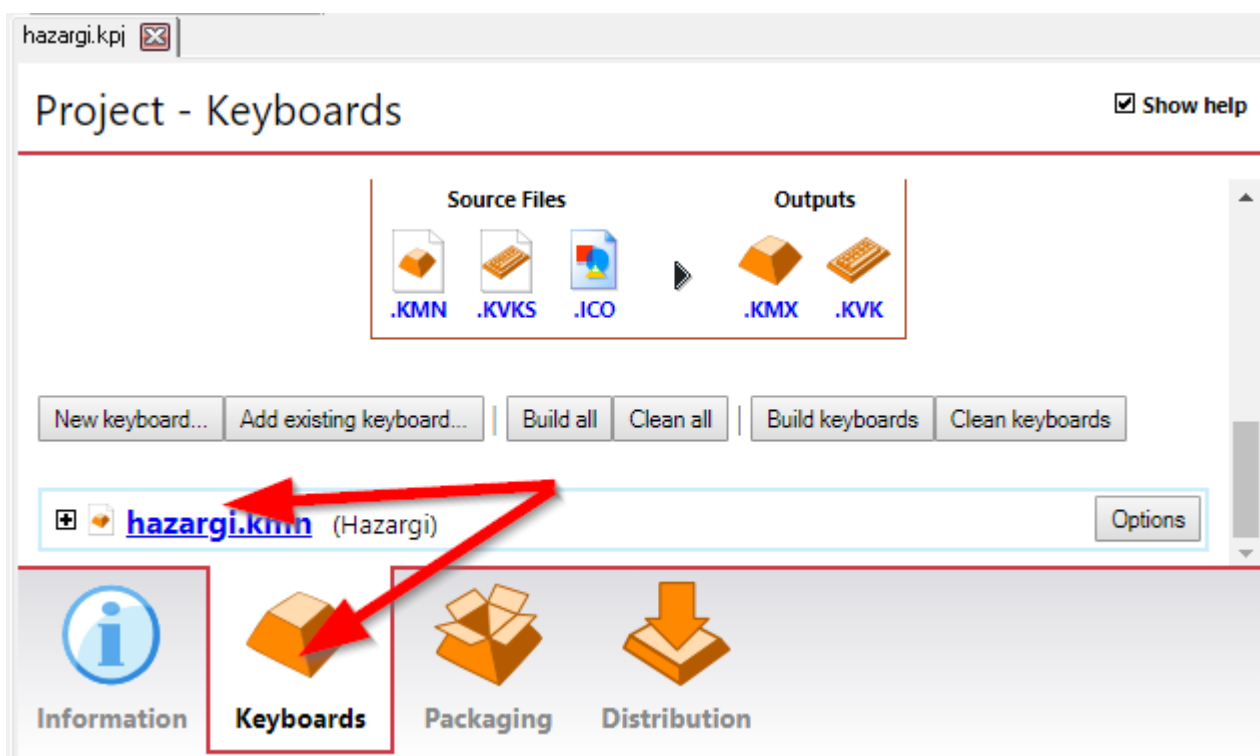 hazargi.kpj
Project - Keyboards
Show help
Source Files Outputs
.KMN .KVKS .ICO .KMX .KVK
New keyboard... Add existing keyboard... Build all Clean all Build keyboards Clean keyboards
hazargi.kmn (Hazargi) Options
Information Keyboards Packaging Distribution